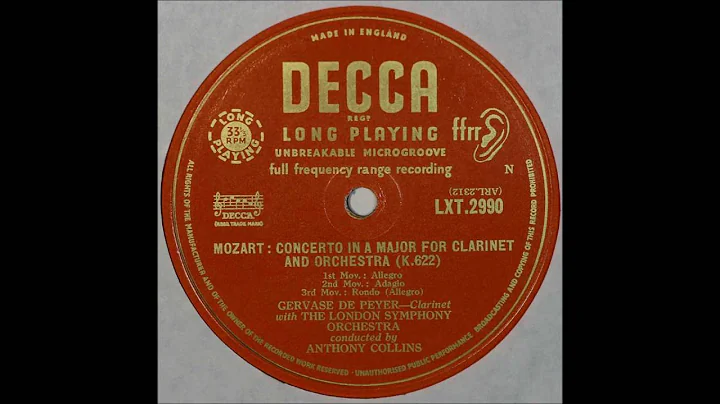 MADE IN ENGLAND
DECCA
REGD
LONG PLAYING
UNBREAKABLE MICROGROOVE
full frequency range recording
LONG
33⅓
RPM
PLAYING
ffrr
N
(ARL.2312)
LXT.2990
DECCA
(REGD. TRADE MARK)
MOZART : CONCERTO IN A MAJOR FOR CLARINET
AND ORCHESTRA (K.622)
1st Mov. : Allegro
2nd Mov. : Adagio
3rd Mov. : Rondo (Allegro)
GERVASE DE PEYER—Clarinet
with THE LONDON SYMPHONY
ORCHESTRA
conducted by
ANTHONY COLLINS
ALL RIGHTS OF THE MANUFACTURER AND OF THE OWNER OF THE RECORDED WORK RESERVED · UNAUTHORISED PUBLIC PERFORMANCE, BROADCASTING AND COPYING OF THIS RECORD PROHIBITED